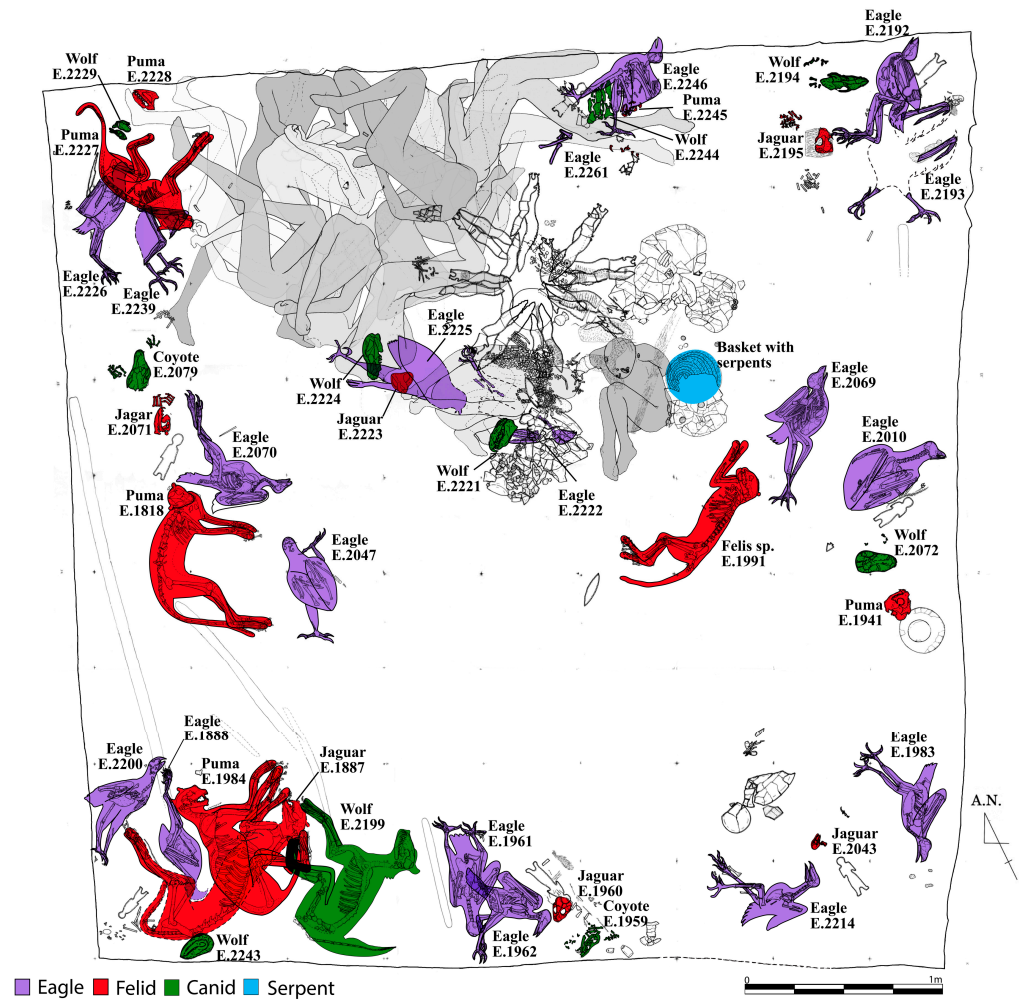 Eagle
E.2192
Wolf
E.2229
Puma
E.2228
Eagle
E.2246
Wolf
E.2194
Puma
E.2245
Puma
E.2227
Wolf
E.2244
Jaguar
E.2195
Eagle
E.2261
Eagle
E.2193
Eagle
E.2226
Eagle
E.2239
Eagle
E.2225
Coyote
E.2079
Basket with
serpents
Wolf
E.2224
Eagle
E.2069
Jagar
E.2071
Jaguar
E.2223
Eagle
E.2010
Eagle
E.2070
Wolf
E.2221
Eagle
E.2222
Puma
E.1818
Eagle
E.2047
Felis sp.
E.1991
Wolf
E.2072
Puma
E.1941
Eagle
E.1888
Eagle
E.2200
Puma
E.1984
Jaguar
E.1887
Eagle
E.1983
Wolf
E.2199
A.N.
Eagle
E.1961
Jaguar
E.2043
Jaguar
E.1960
Coyote
E.1959
Eagle
E.2214
Wolf
E.2243
Eagle
E.1962
0 1m
Eagle Felid Canid Serpent